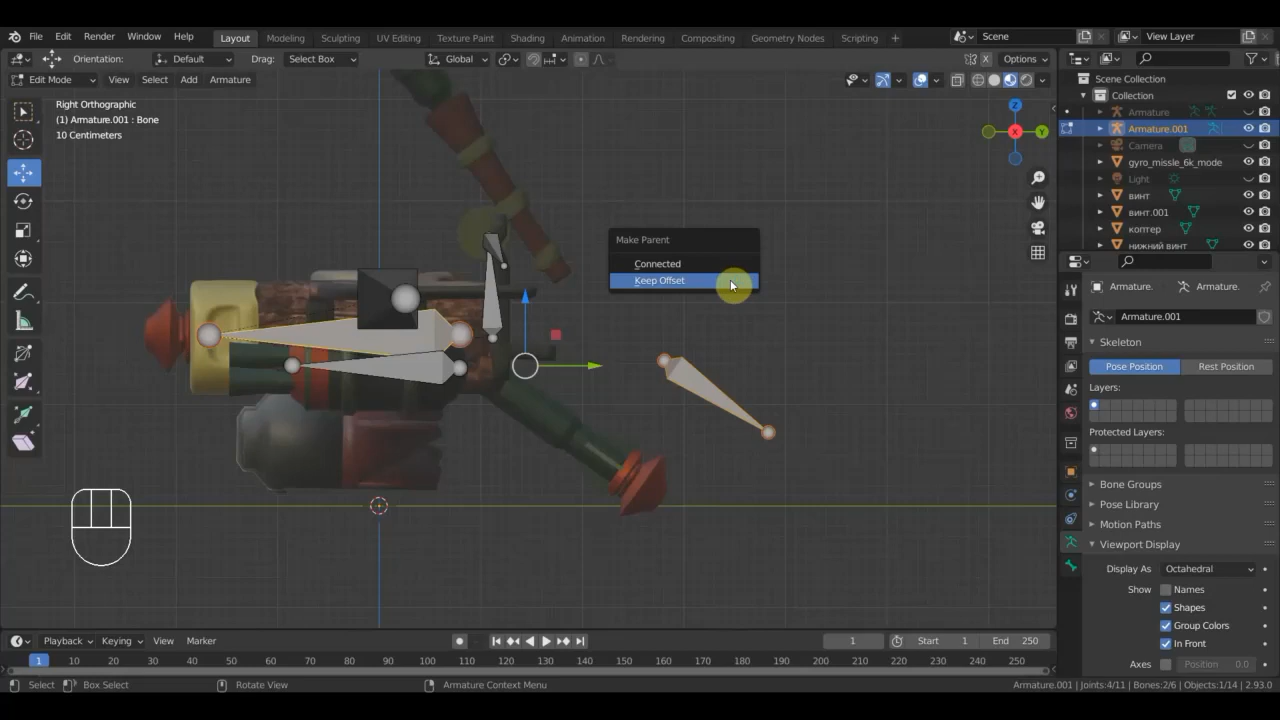 File Edit Render Window Help Layout Modeling Sculpting UV Editing Texture Paint Shading Animation Rendering Compositing Geometry Nodes Scripting + Scene View Layer
Orientation: Default Drag: Select Box Global Options
Edit Mode View Select Add Armature
Right Orthographic
(1) Armature.001 : Bone
10 Centimeters
Z
X
Y
Make Parent
Connected
Keep Offset
Scene Collection
Collection
Armature
Armature.001
Camera
gyro_missle_6k_mode
Light
винт
винт.001
коптер
нижний винт
Armature. Armature.
Armature.001
Skeleton
Pose Position Rest Position
Layers:
Protected Layers:
Bone Groups
Pose Library
Motion Paths
Viewport Display
Display As Octahedral
Show Names
Shapes
Group Colors
In Front
Axes Position 0.0
Playback Keying View Marker 1 Start 1 End 250
1 10 20 30 40 50 60 70 80 90 100 110 120 130 140 150 160 170 180 190 200 210 220 230 240 250
Select Box Select Rotate View Armature Context Menu Armature.001 | Joints:4/11 | Bones:2/6 | Objects:1/14 | 2.93.0